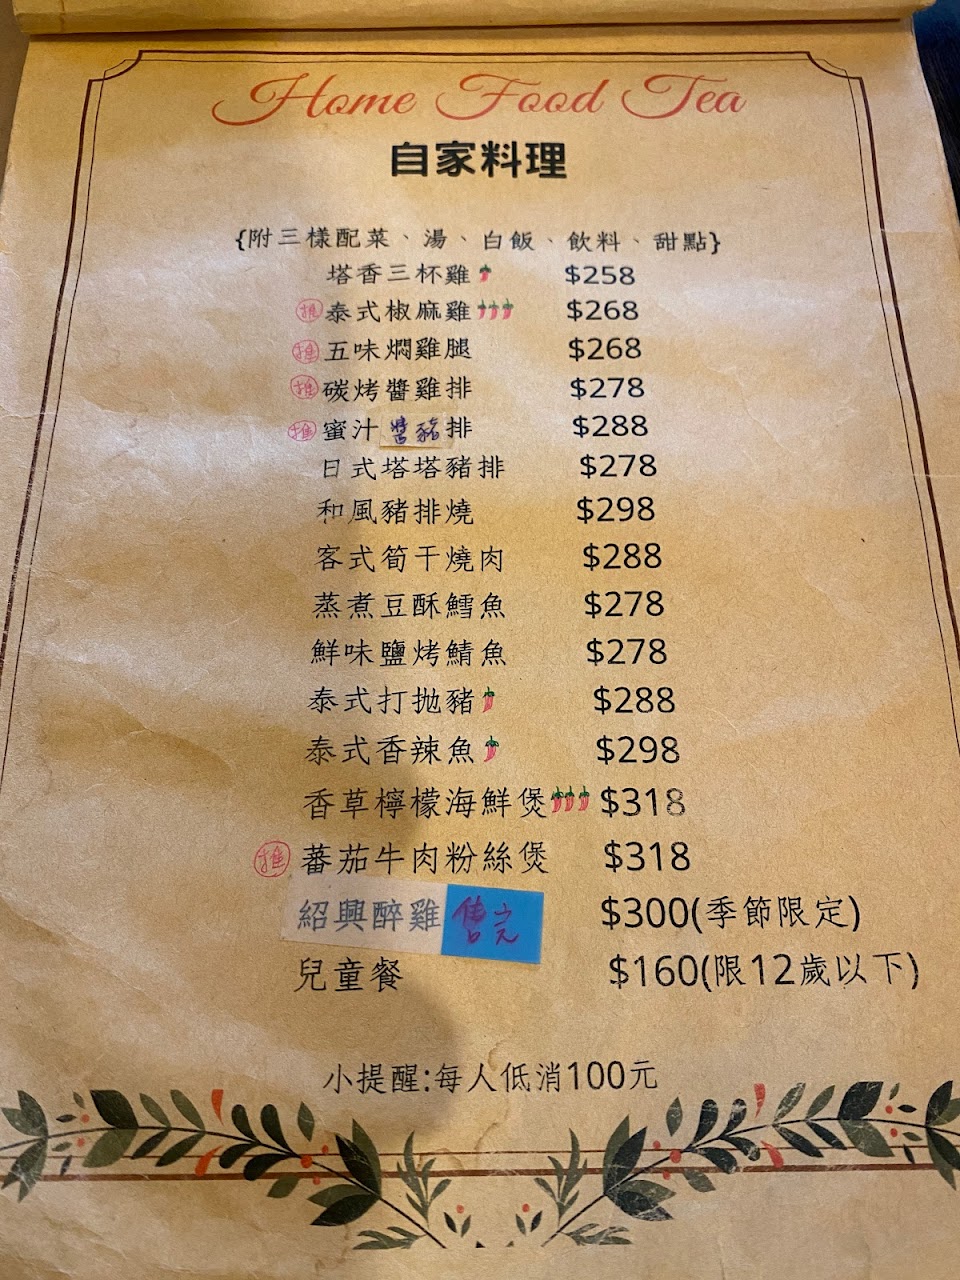 Home Food Tea
自家料理
{附三樣配菜、湯、白飯、飲料、甜點}
塔香三杯雞 $258
推 泰式椒麻雞 $268
推 五味燜雞腿 $268
推 碳烤醬雞排 $278
推 蜜汁醬豬排 $288
日式塔塔豬排 $278
和風豬排燒 $298
客式筍干燒肉 $288
蒸煮豆酥鱈魚 $278
鮮味鹽烤鯖魚 $278
泰式打拋豬 $288
泰式香辣魚 $298
香草檸檬海鮮煲 $318
推 蕃茄牛肉粉絲煲 $318
紹興醉雞 售完 $300(季節限定)
兒童餐 $160(限12歲以下)
小提醒:每人低消100元